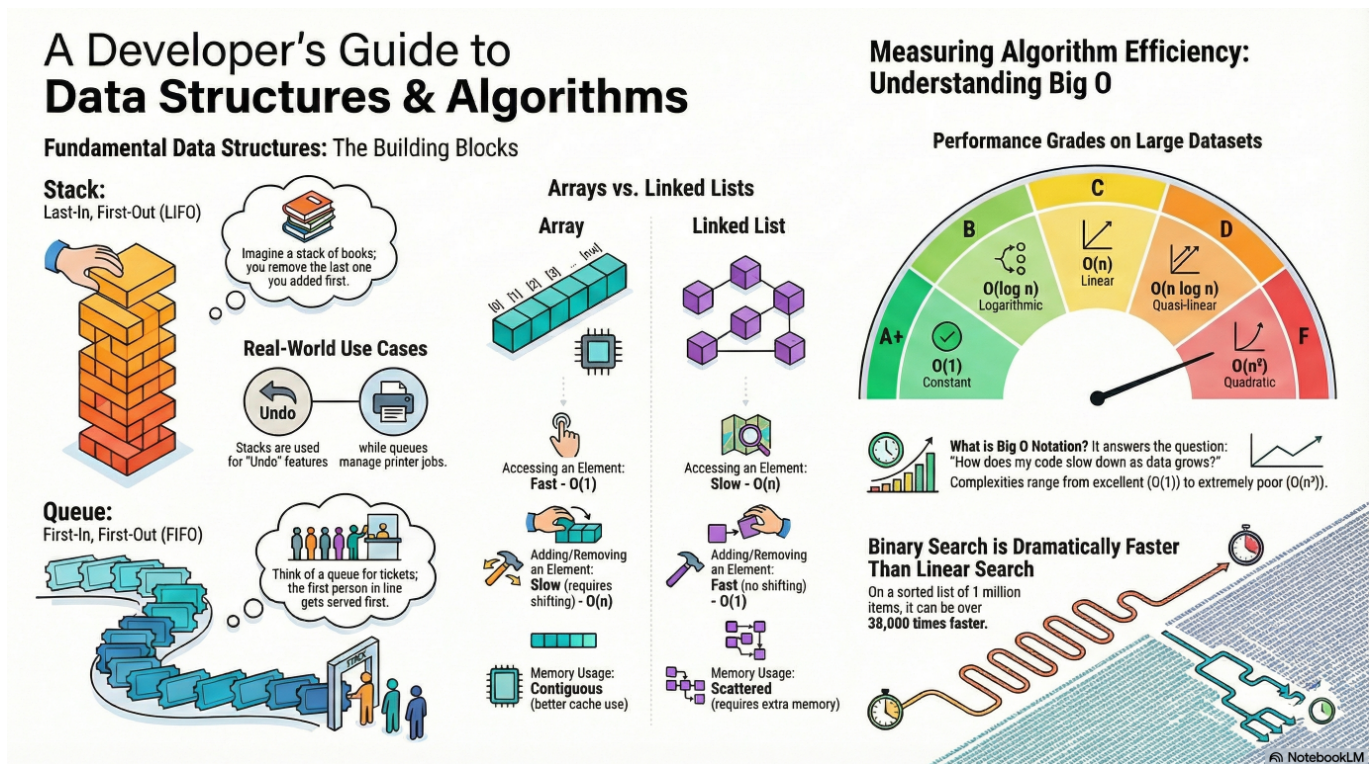 A Developer's Guide to
Data Structures & Algorithms
Fundamental Data Structures: The Building Blocks
Stack:
Last-In, First-Out (LIFO)
Imagine a stack of books;
you remove the last one
you added first.
Real-World Use Cases
Undo
Stacks are used
for "Undo" features
while queues
manage printer jobs.
Queue:
First-In, First-Out (FIFO)
Think of a queue for tickets;
the first person in line
gets served first.
STACK
Arrays vs. Linked Lists
Array
[0] [1] [2] [3] ...
Accessing an Element:
Fast - O(1)
Adding/Removing
an Element:
Slow (requires
shifting) - O(n)
Memory Usage:
Contiguous
(better cache use)
Linked List
Accessing an Element:
Slow - O(n)
Adding/Removing
an Element:
Fast (no shifting)
- O(1)
Memory Usage:
Scattered
(requires extra memory)
Measuring Algorithm Efficiency:
Understanding Big O
Performance Grades on Large Datasets
A+
O(1)
Constant
B
O(log n)
Logarithmic
C
O(n)
Linear
D
O(n log n)
Quasi-linear
F
O(n²)
Quadratic
What is Big O Notation? It answers the question:
"How does my code slow down as data grows?"
Complexities range from excellent (O(1)) to extremely poor (O(n²)).
Binary Search is Dramatically Faster
Than Linear Search
On a sorted list of 1 million
items, it can be over
38,000 times faster.
NotebookLM